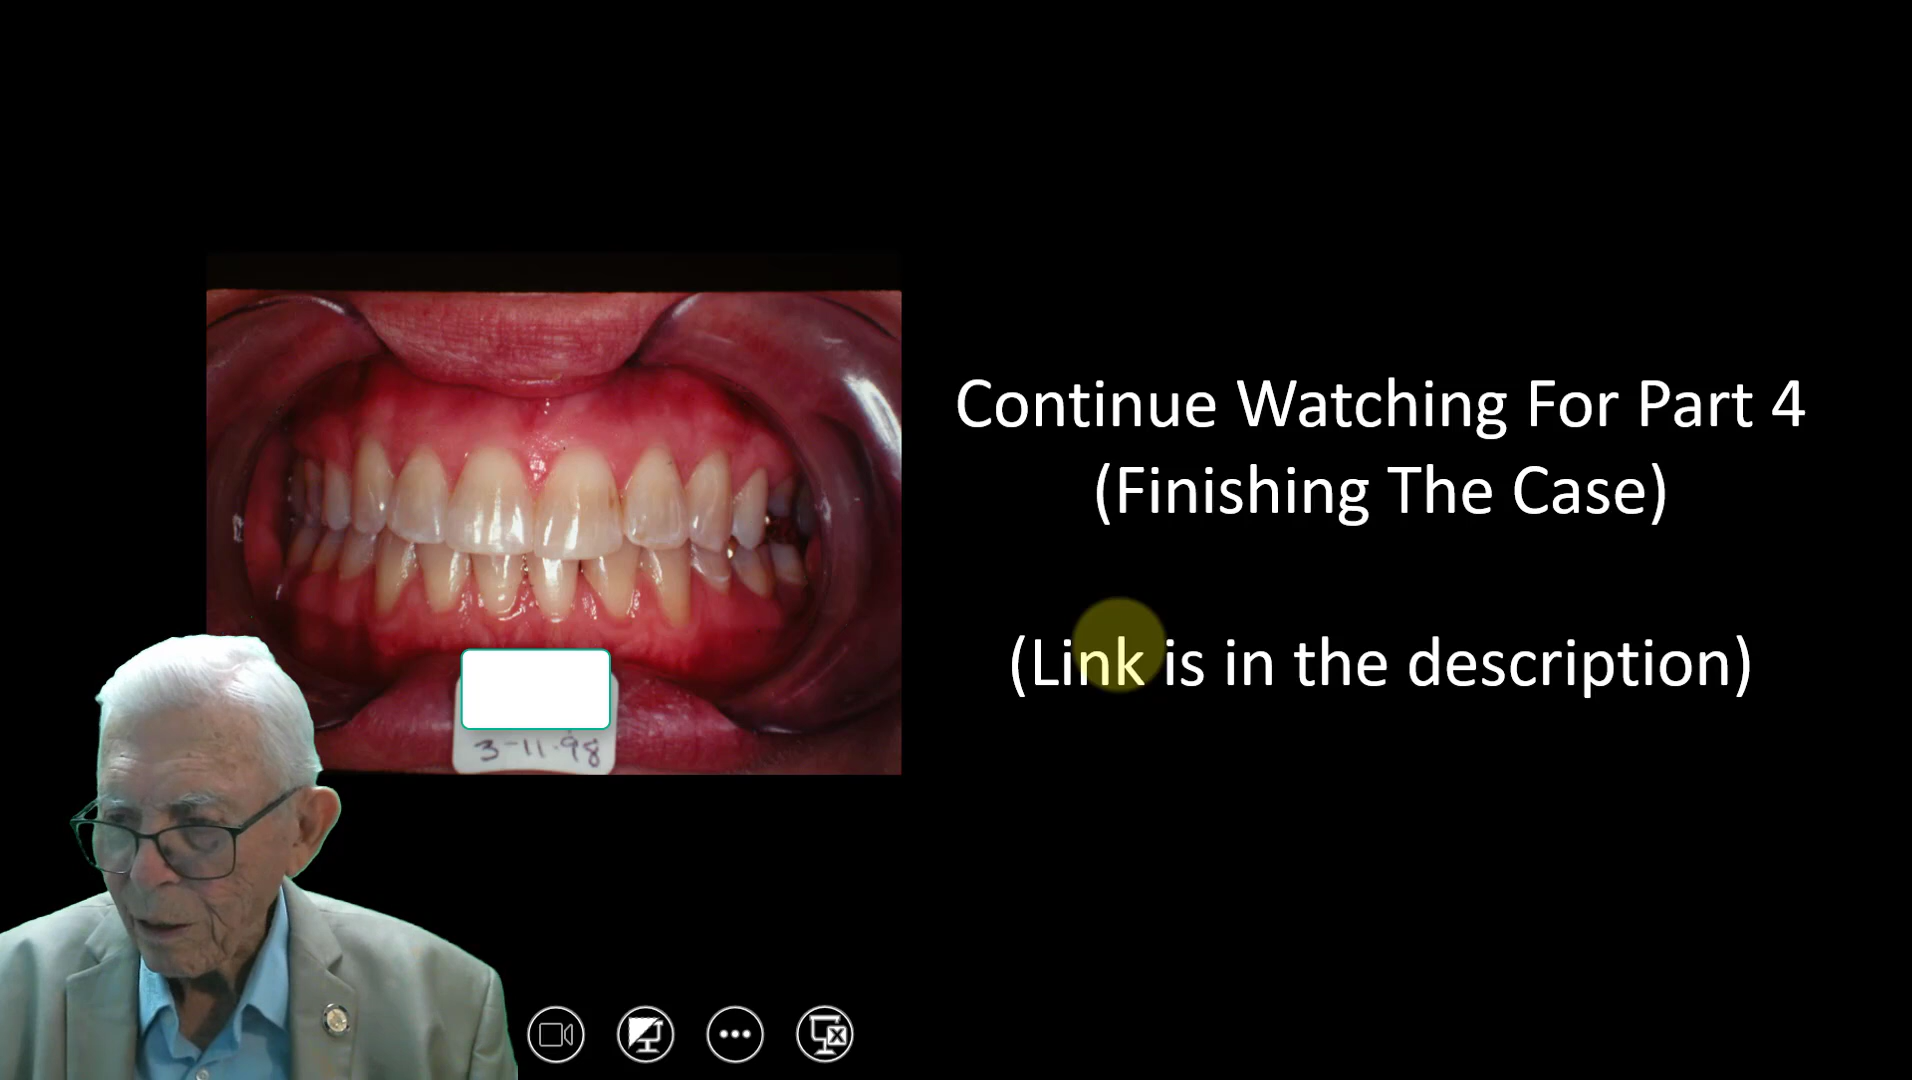 Continue Watching For Part 4
(Finishing The Case)
(Link is in the description)
3-11-98